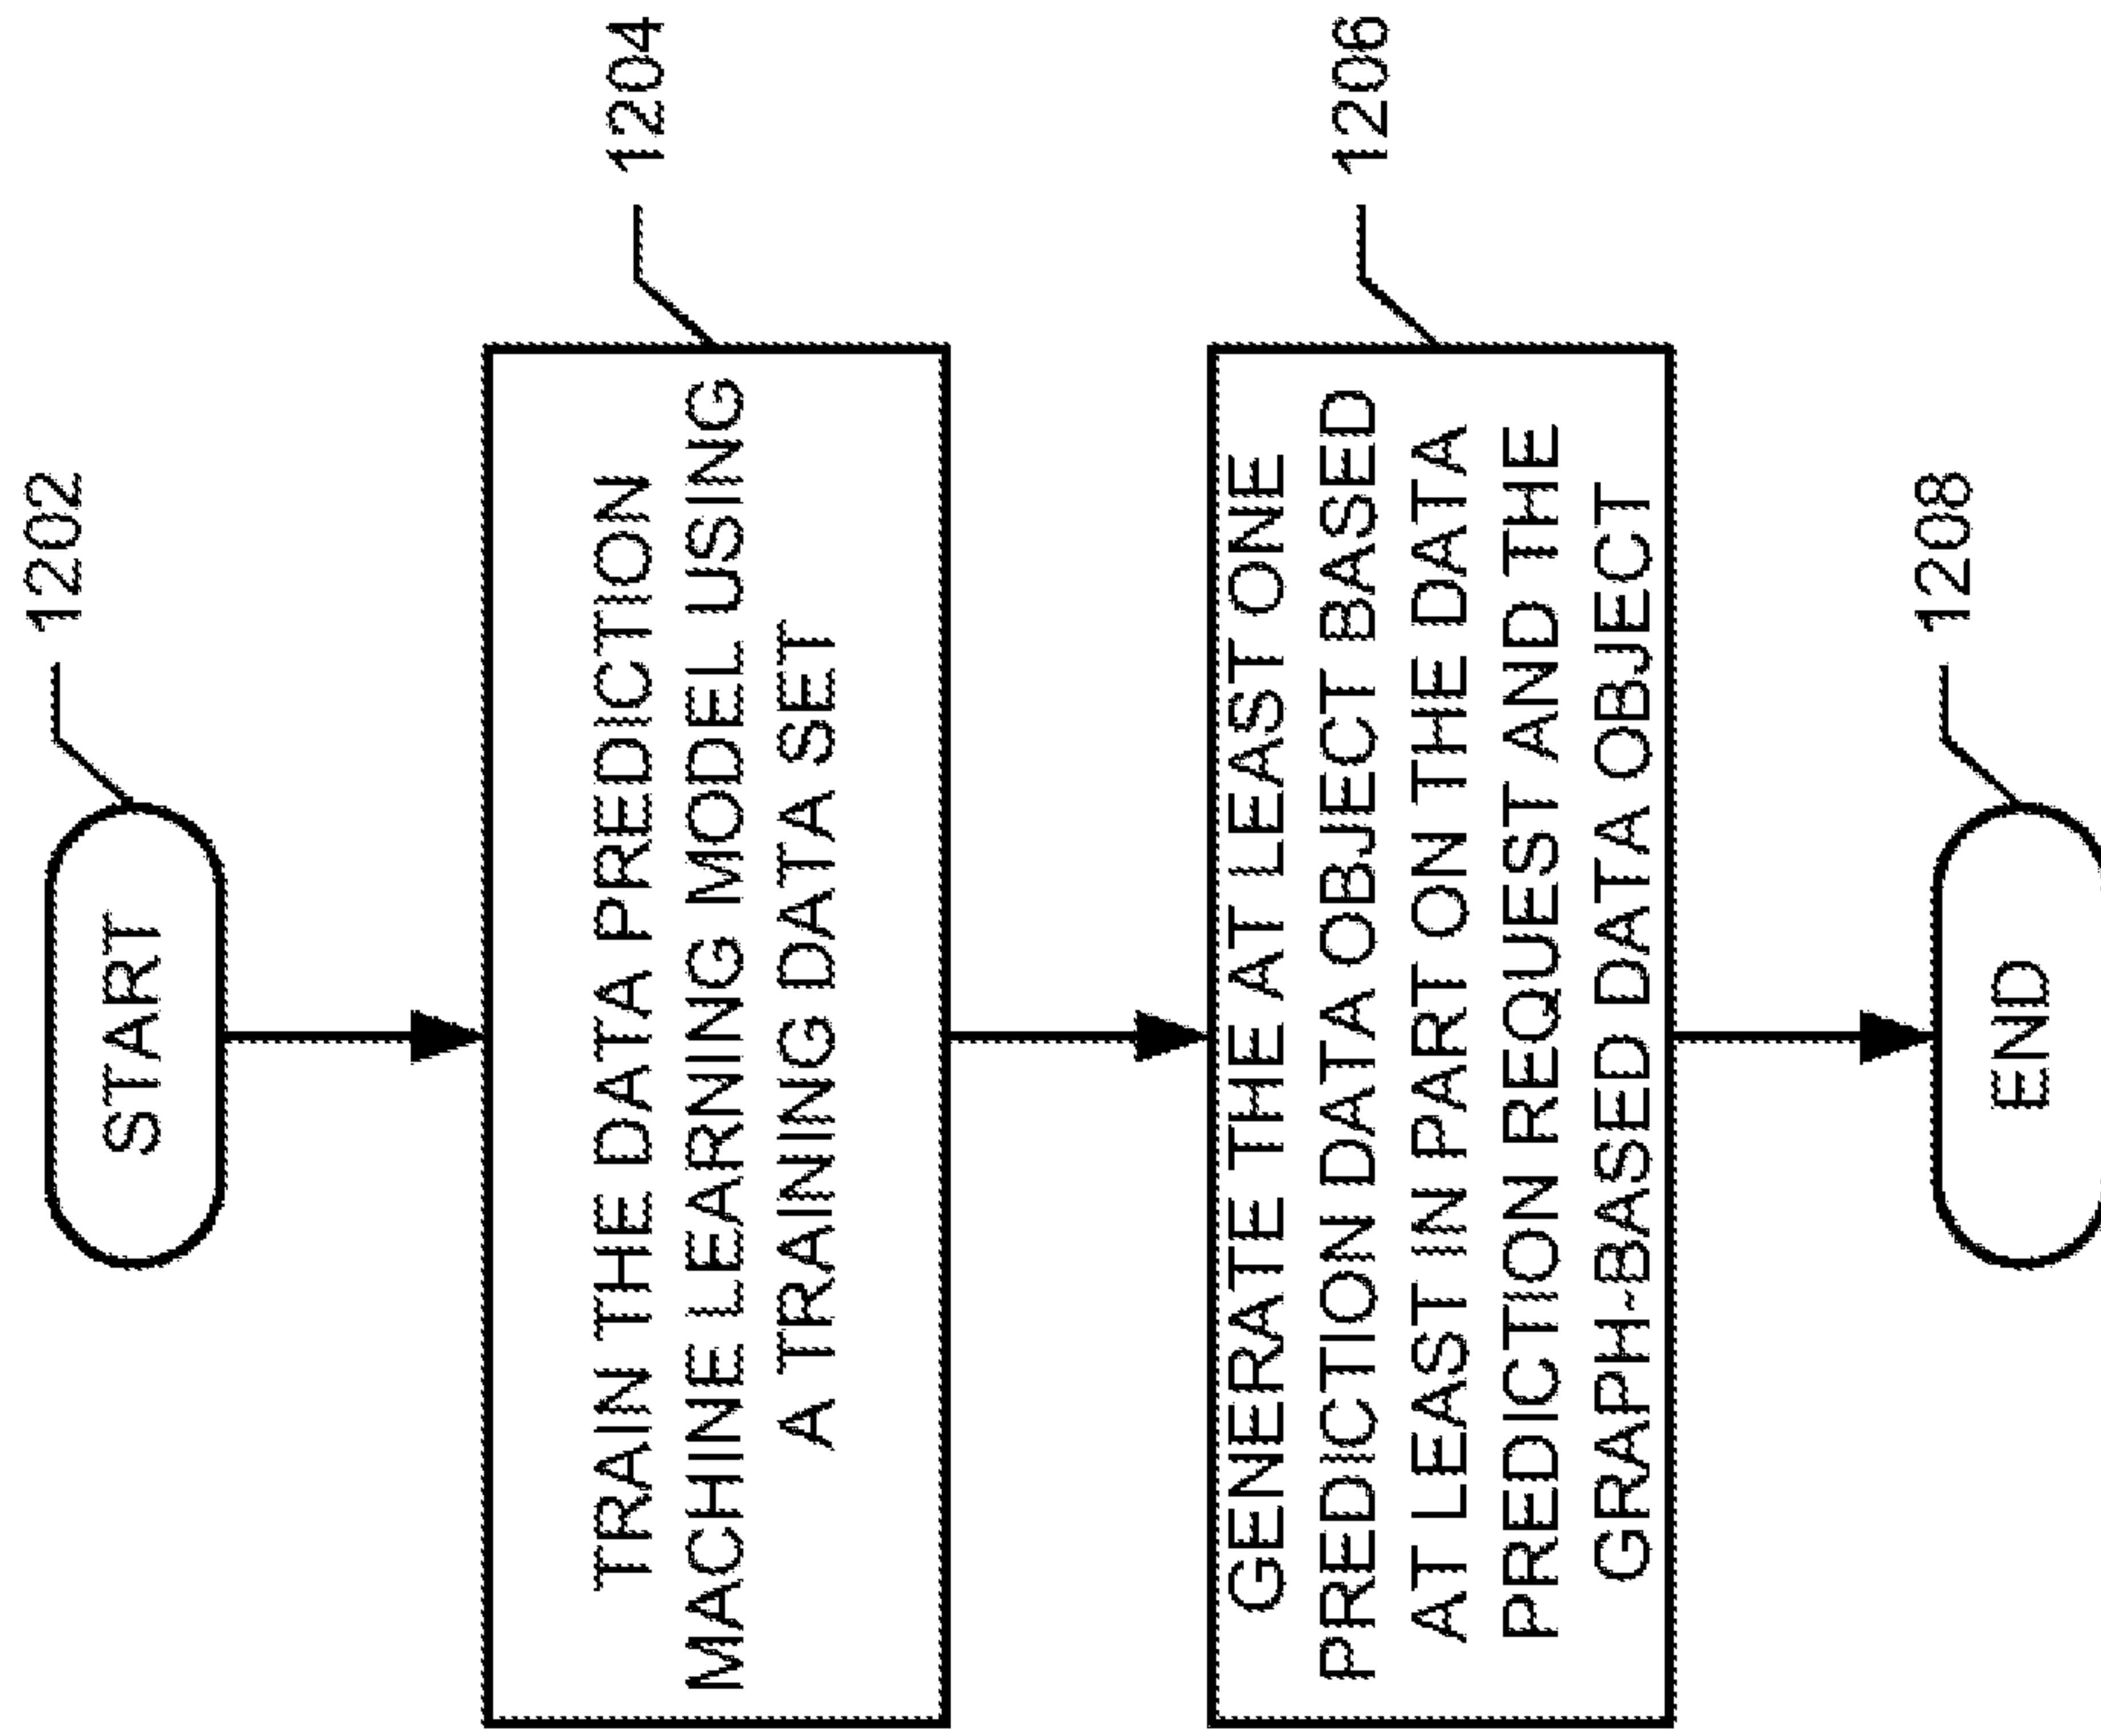 START
1202
TRAIN THE DATA PREDICTION
MACHINE LEARNING MODEL USING
A TRAINING DATA SET
1204
GENERATE THE AT LEAST ONE
PREDICTION DATA OBJECT BASED
AT LEAST IN PART ON THE DATA
PREDICTION REQUEST AND THE
GRAPH-BASED DATA OBJECT
1206
END
1208